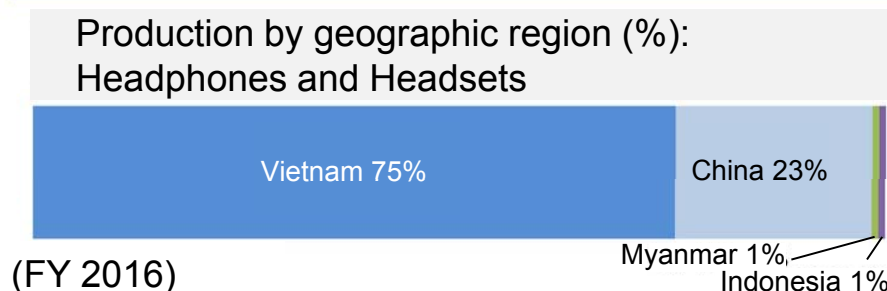 Production by geographic region (%):
Headphones and Headsets
Vietnam 75%
China 23%
Myanmar 1%
Indonesia 1%
(FY 2016)